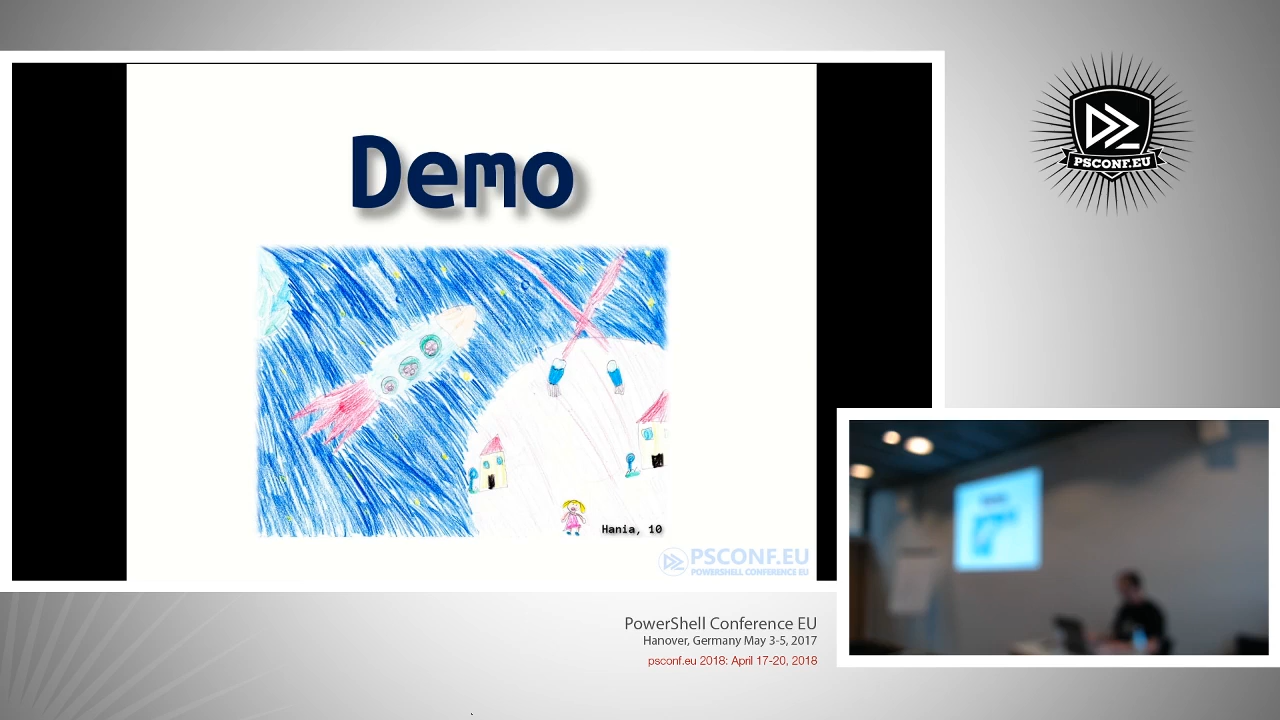 Demo
Hania, 10
PSCONF.EU
POWERSHELL CONFERENCE EU
PSCONF.EU
PowerShell Conference EU
Hanover, Germany May 3-5, 2017
psconf.eu 2018: April 17-20, 2018